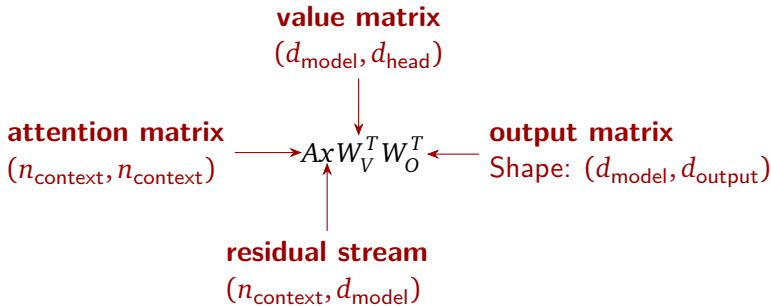 value matrix
(d_model, d_head)
attention matrix
(n_context, n_context)
AxW_V^T W_O^T
output matrix
Shape: (d_model, d_output)
residual stream
(n_context, d_model)